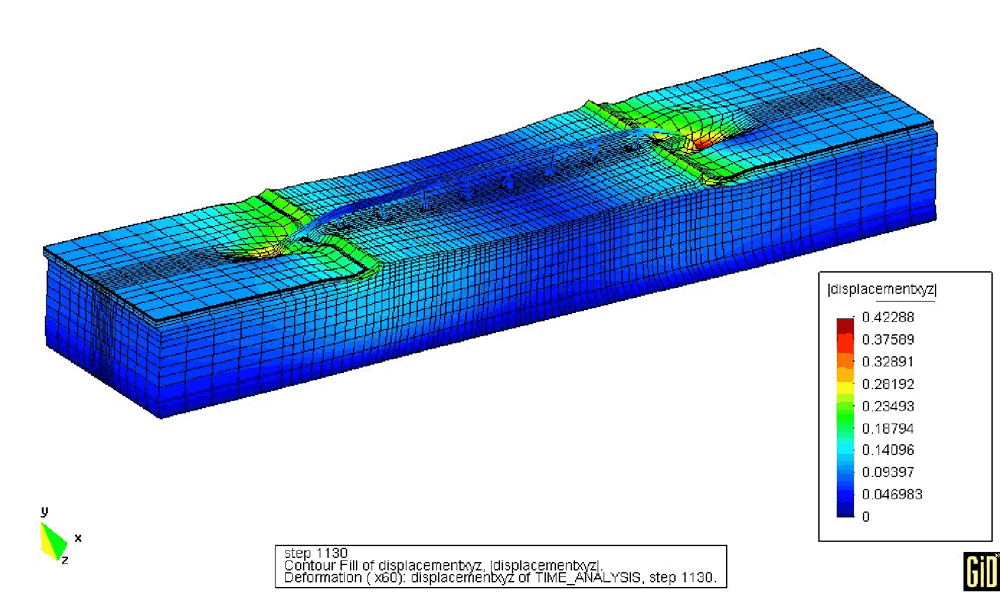 |displacementxyz|
0.42288
0.37589
0.32891
0.28192
0.23493
0.18794
0.14096
0.09397
0.046983
0
y
x
z
step 1130
Contour Fill of displacementxyz, |displacementxyz|.
Deformation ( x60): displacementxyz of TIME_ANALYSIS, step 1130.
GiD